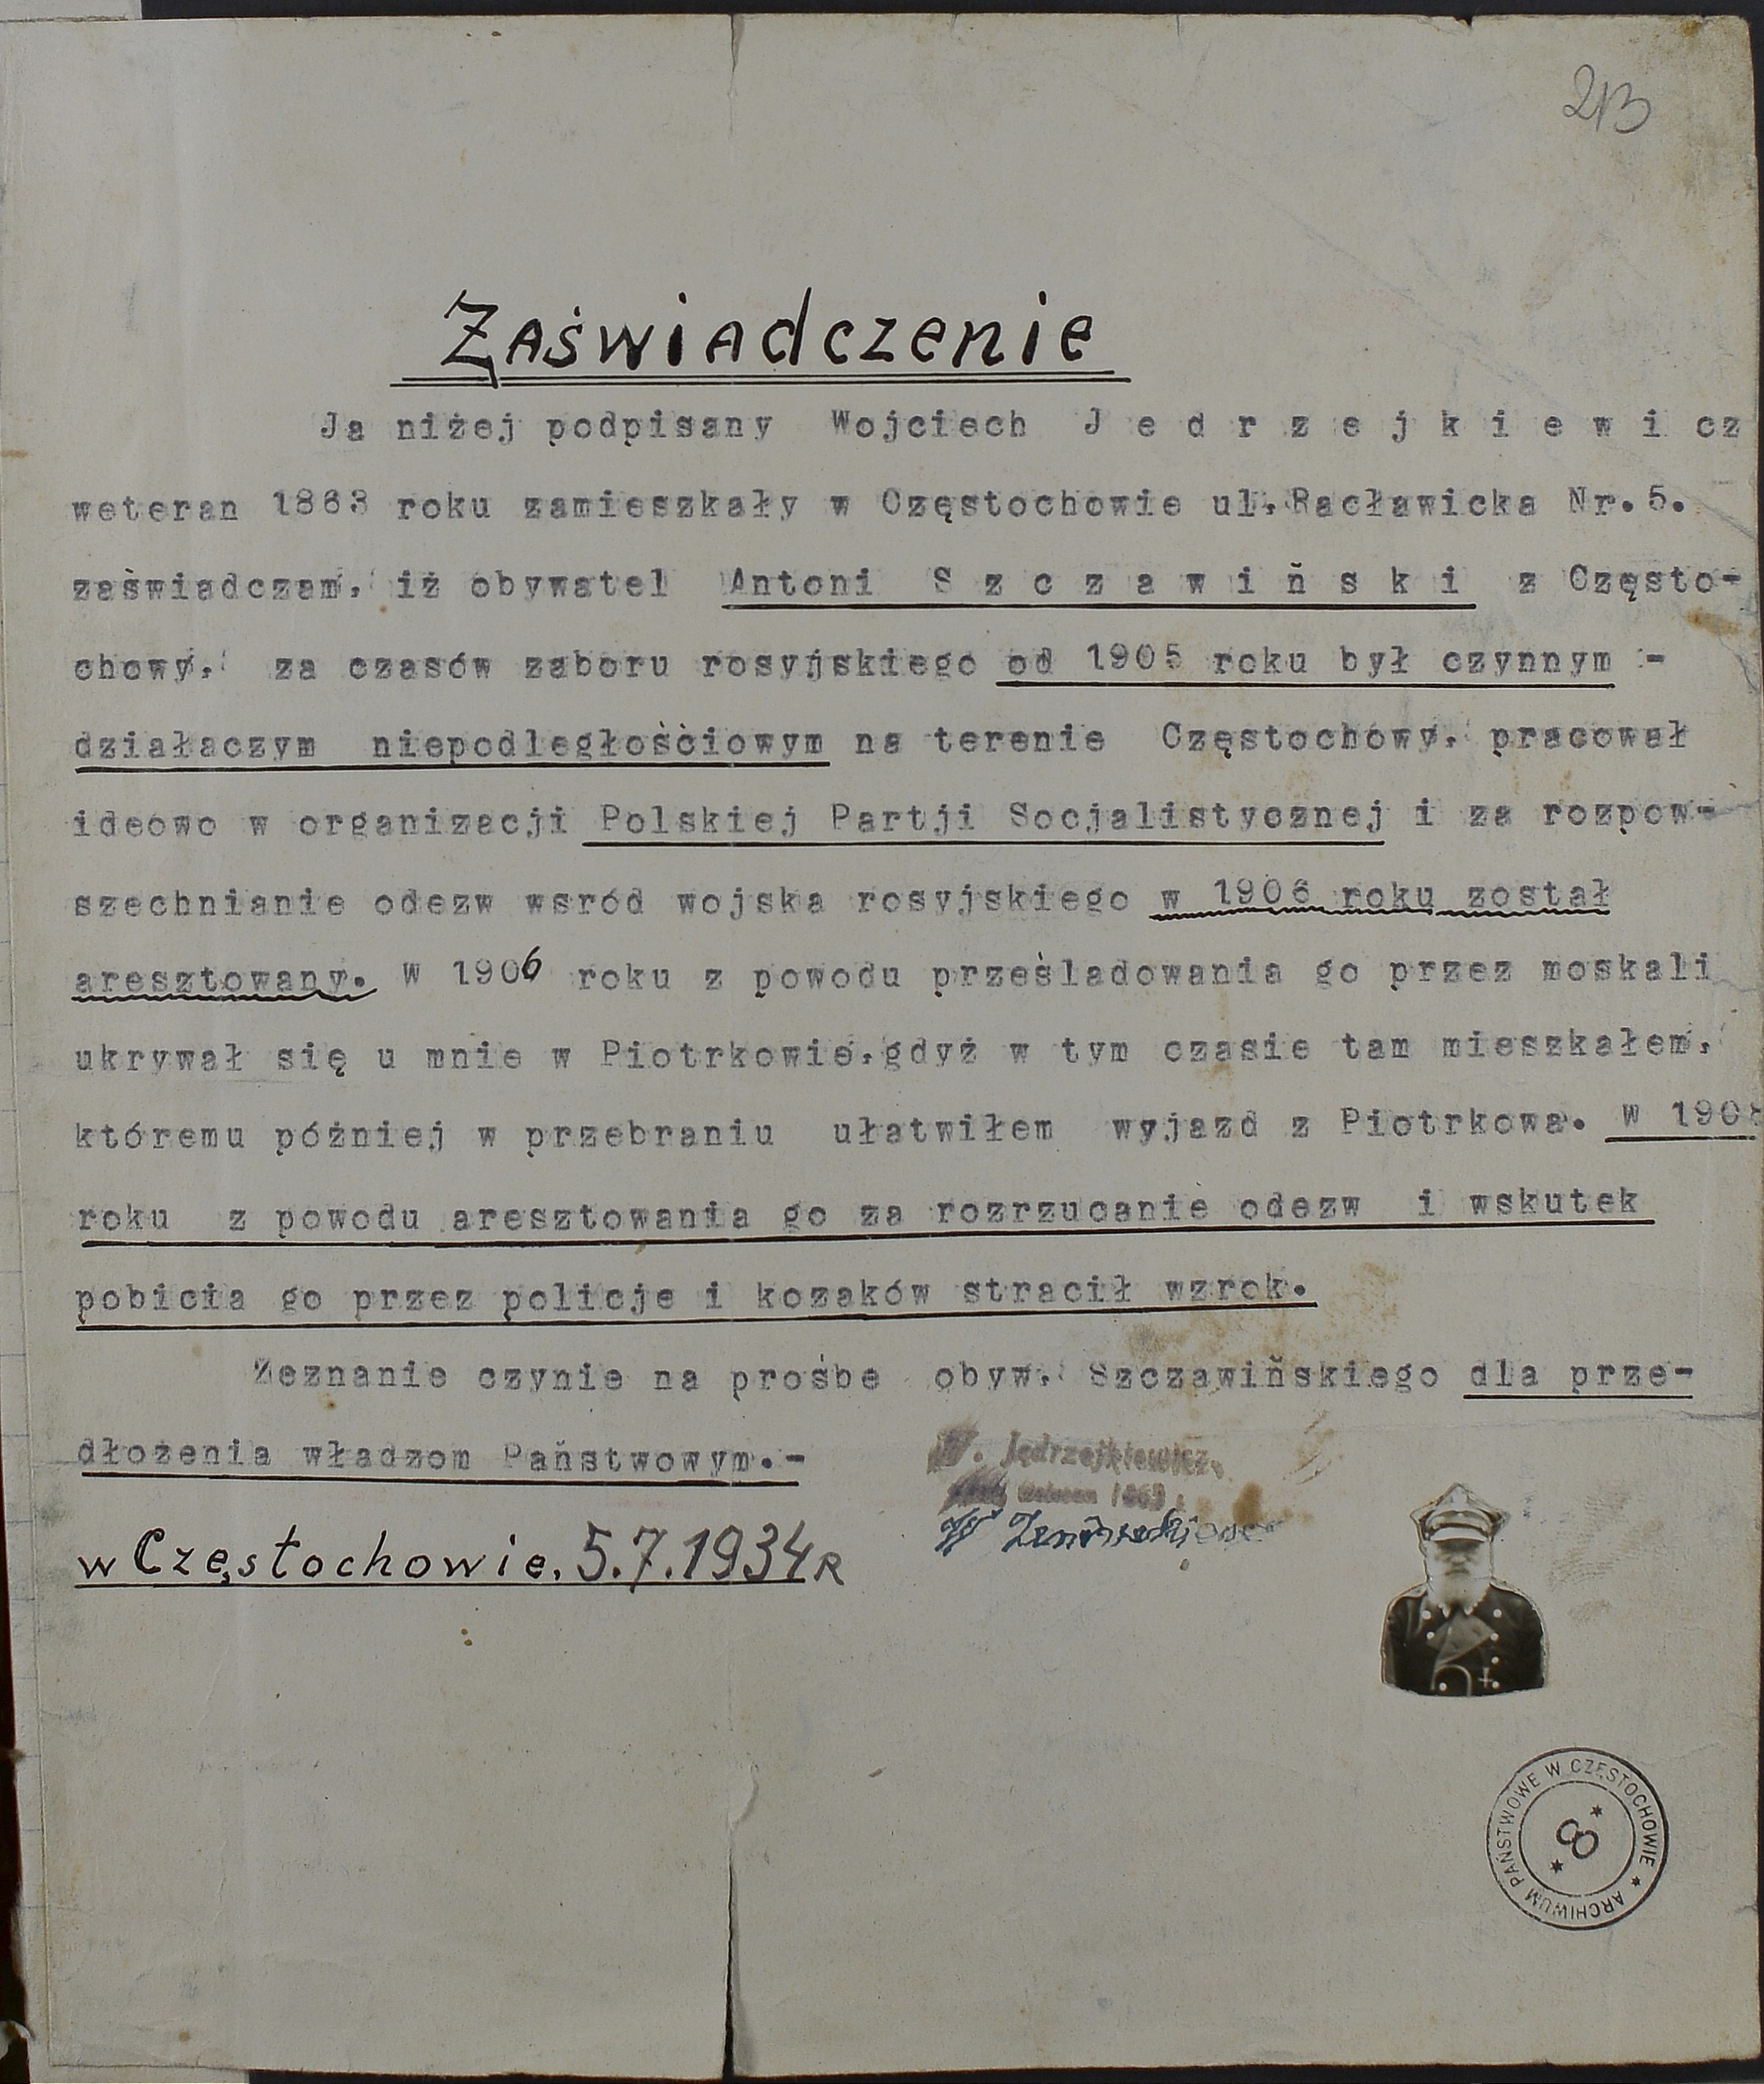 213
Zaświadczenie
Ja niżej podpisany Wojciech J e d r z e j k i e w i cz
weteran 1863 roku zamieszkały w Częstochowie ul. Racławicka Nr. 5.
zaświadczam, iż obywatel Antoni S z c z a w i ń s k i z Często-
chowy, za czasów zaboru rosyjskiego od 1905 roku był czynnym -
działaczym niepodległościowym na terenie Częstochowy, pracował
ideowo w organizacji Polskiej Partji Socjalistycznej i za rozpow-
szechnianie odezw wsród wojska rosyjskiego w 1906 roku został
aresztowany. W 1906 roku z powodu prześladowania go przez moskali
ukrywał się u mnie w Piotrkowie, gdyż w tym czasie tam mieszkałem,
któremu później w przebraniu ułatwiłem wyjazd z Piotrkowa. W 1908
roku z powodu aresztowania go za rozrzucanie odezw i wskutek
pobicia go przez policje i kozaków stracił wzrok.
Zeznanie czynie na prośbe obyw. Szczawińskiego dla prze-
dłożenia władzom Państwowym.-
W. Jędrzejkiewicz
Weteran 1863 r.
w Częstochowie, 5.7.1934 R
ARCHIWUM PAŃSTWOWE W CZĘSTOCHOWIE
8